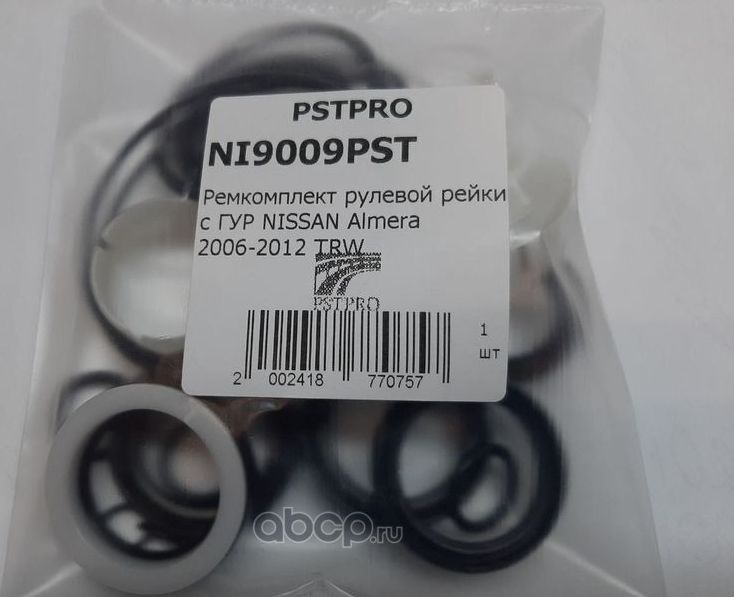 PSTPRO
NI9009PST
Ремкомплект рулевой рейки
с ГУР NISSAN Almera
2006-2012 TRW
PSTPRO
1
шт
2 002418 770757
abcp.ru